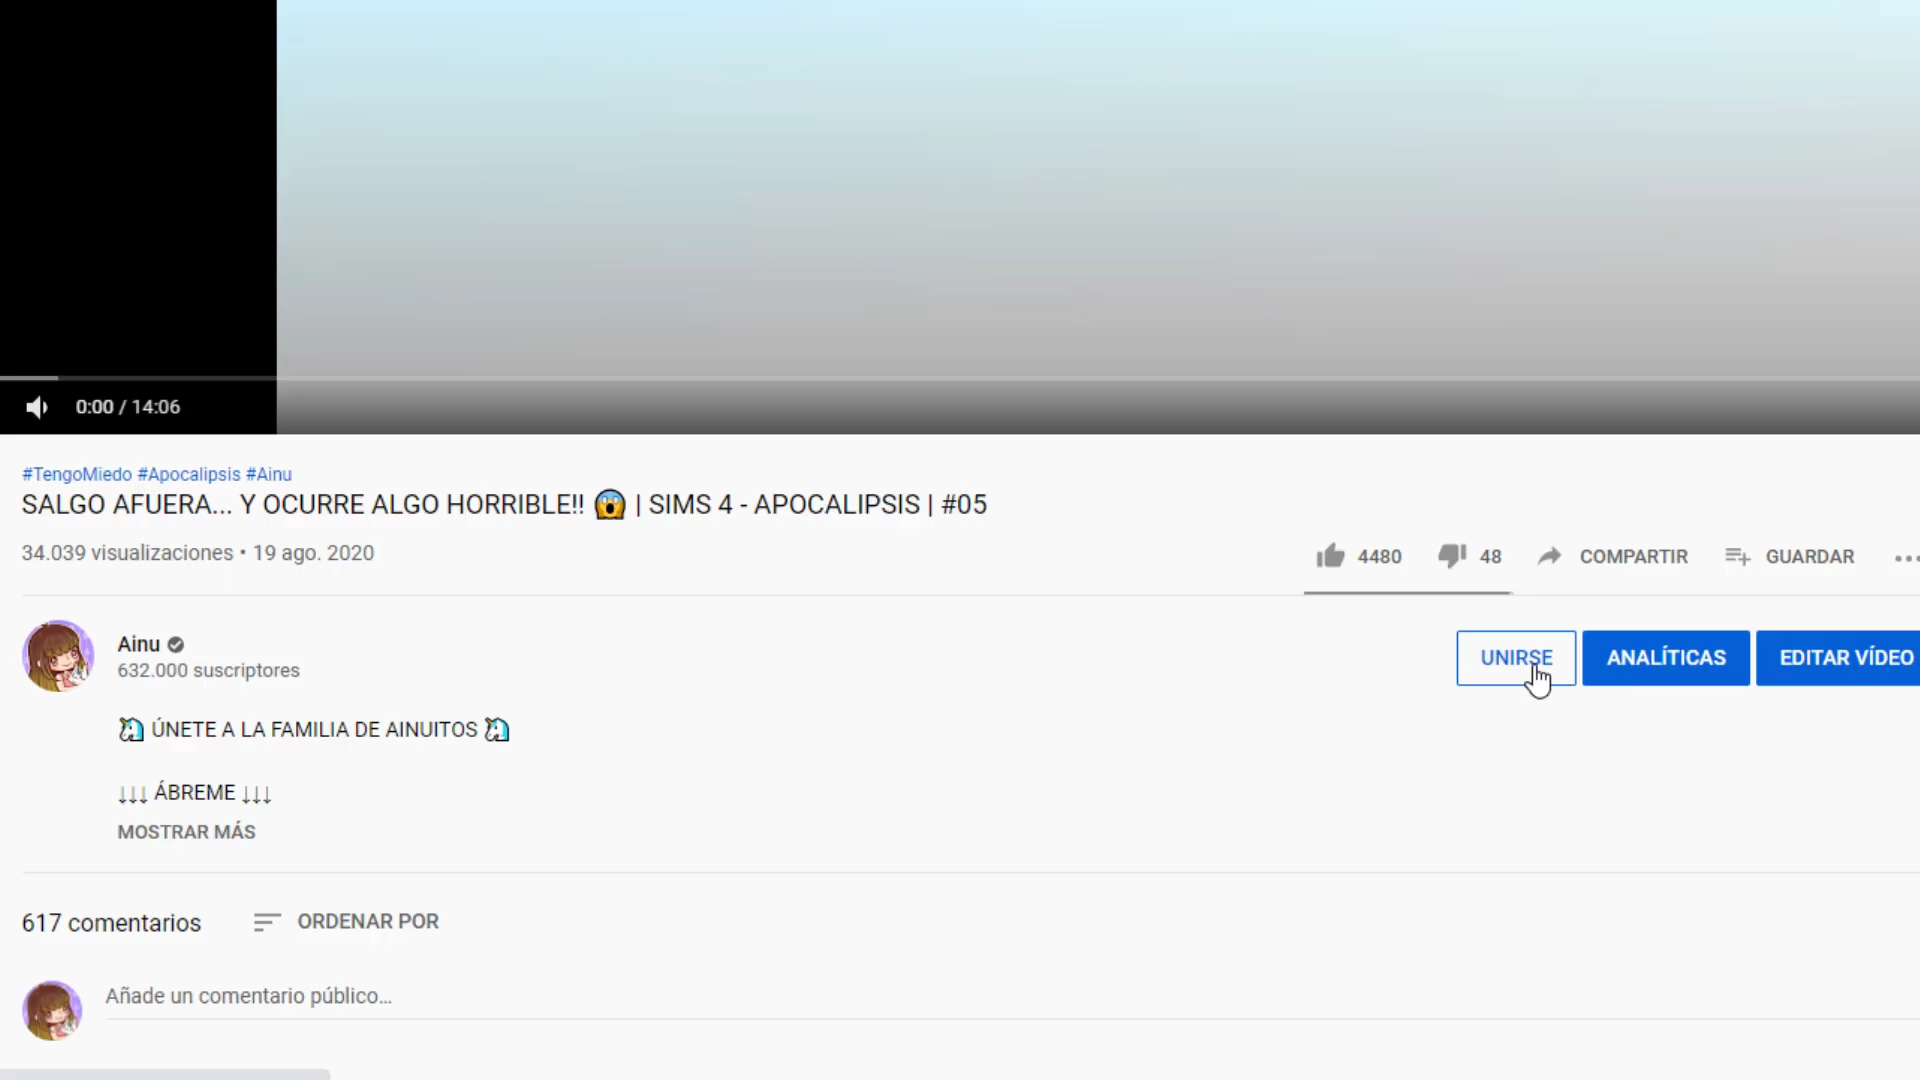 0:00 / 14:06
#TengoMiedo #Apocalipsis #Ainu
SALGO AFUERA... Y OCURRE ALGO HORRIBLE!! 😱 | SIMS 4 - APOCALIPSIS | #05
34.039 visualizaciones • 19 ago. 2020
4480 48 COMPARTIR GUARDAR
Ainu
632.000 suscriptores
UNIRSE ANALÍTICAS EDITAR VÍDEO
🦄 ÚNETE A LA FAMILIA DE AINUITOS 🦄
↓↓↓ ÁBREME ↓↓↓
MOSTRAR MÁS
617 comentarios ORDENAR POR
Añade un comentario público...